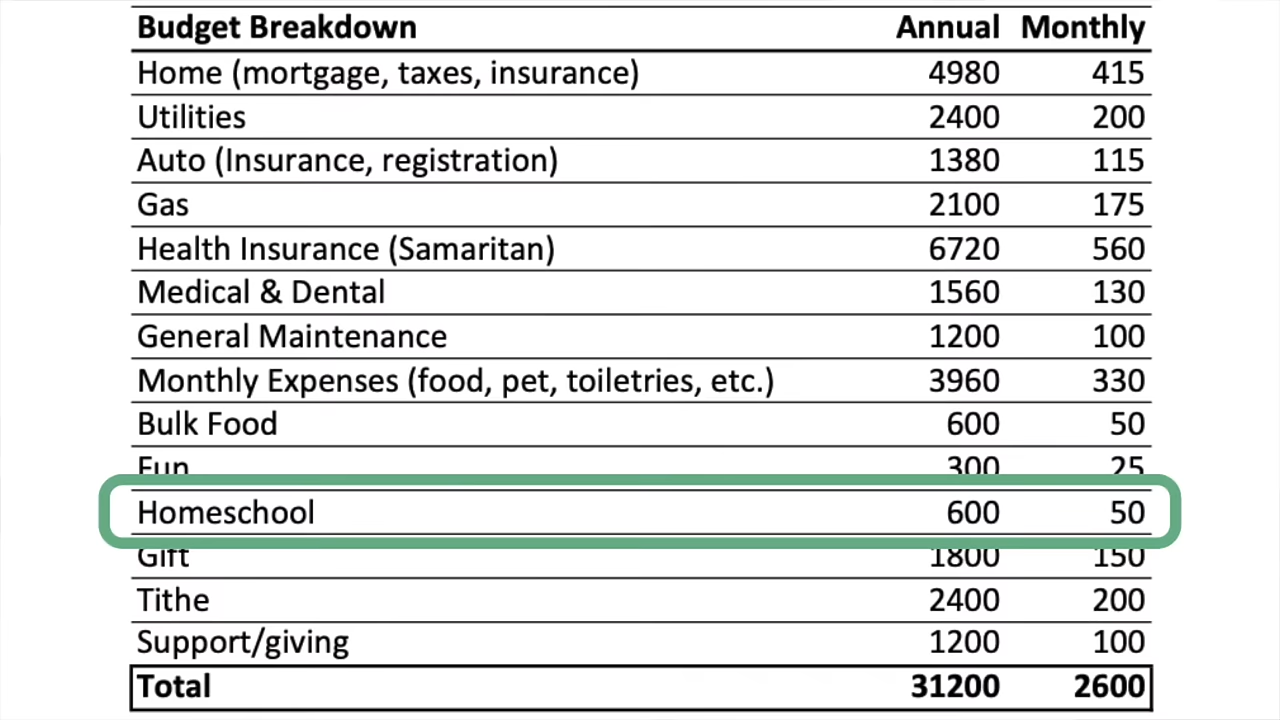 Budget Breakdown Annual Monthly
Home (mortgage, taxes, insurance) 4980 415
Utilities 2400 200
Auto (Insurance, registration) 1380 115
Gas 2100 175
Health Insurance (Samaritan) 6720 560
Medical & Dental 1560 130
General Maintenance 1200 100
Monthly Expenses (food, pet, toiletries, etc.) 3960 330
Bulk Food 600 50
Fun 300 25
Homeschool 600 50
Gift 1800 150
Tithe 2400 200
Support/giving 1200 100
Total 31200 2600